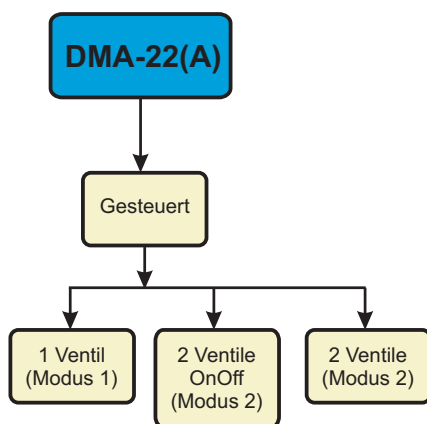 DMA-22(A)
Gesteuert
1 Ventil
(Modus 1)
2 Ventile
OnOff
(Modus 2)
2 Ventile
(Modus 2)